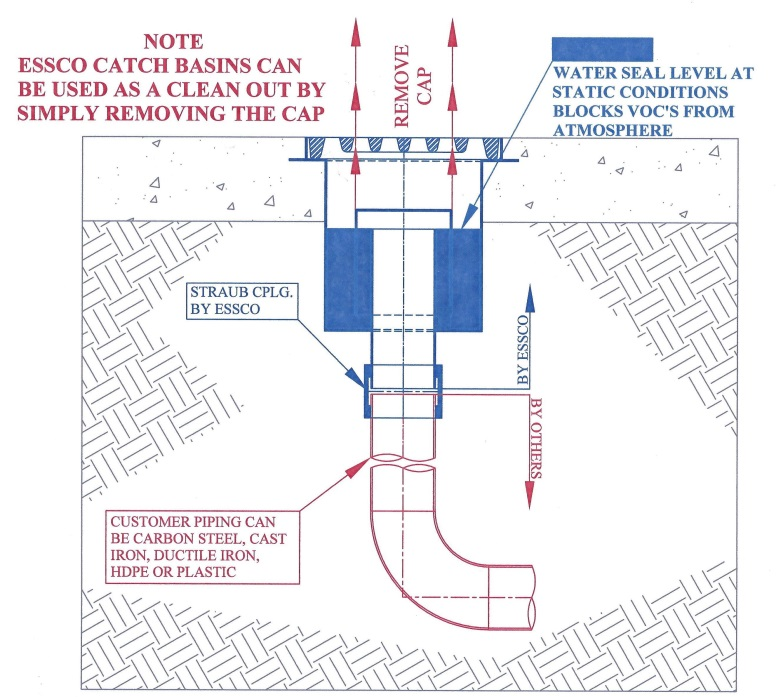 NOTE
ESSCO CATCH BASINS CAN
BE USED AS A CLEAN OUT BY
SIMPLY REMOVING THE CAP
REMOVE
CAP
WATER SEAL LEVEL AT
STATIC CONDITIONS
BLOCKS VOC'S FROM
ATMOSPHERE
STRAUB CPLG.
BY ESSCO
BY ESSCO
BY OTHERS
CUSTOMER PIPING CAN
BE CARBON STEEL, CAST
IRON, DUCTILE IRON,
HDPE OR PLASTIC